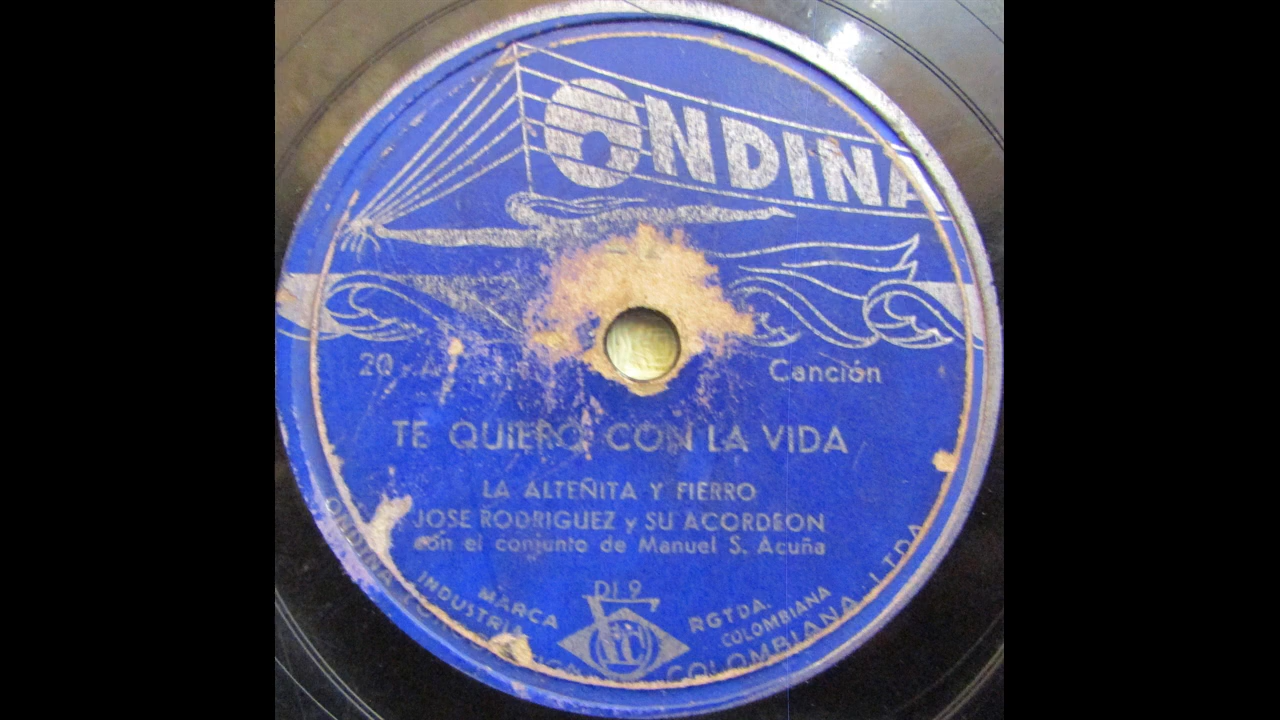 ONDINA
20 A
Canción
TE QUIERO CON LA VIDA
LA ALTEÑITA Y FIERRO
JOSE RODRIGUEZ y SU ACORDEON
con el conjunto de Manuel S. Acuña
DI 9
MARCA RGTDA.
INDUSTRIA COLOMBIANA
ONDINA COLOMBIANA LTDA